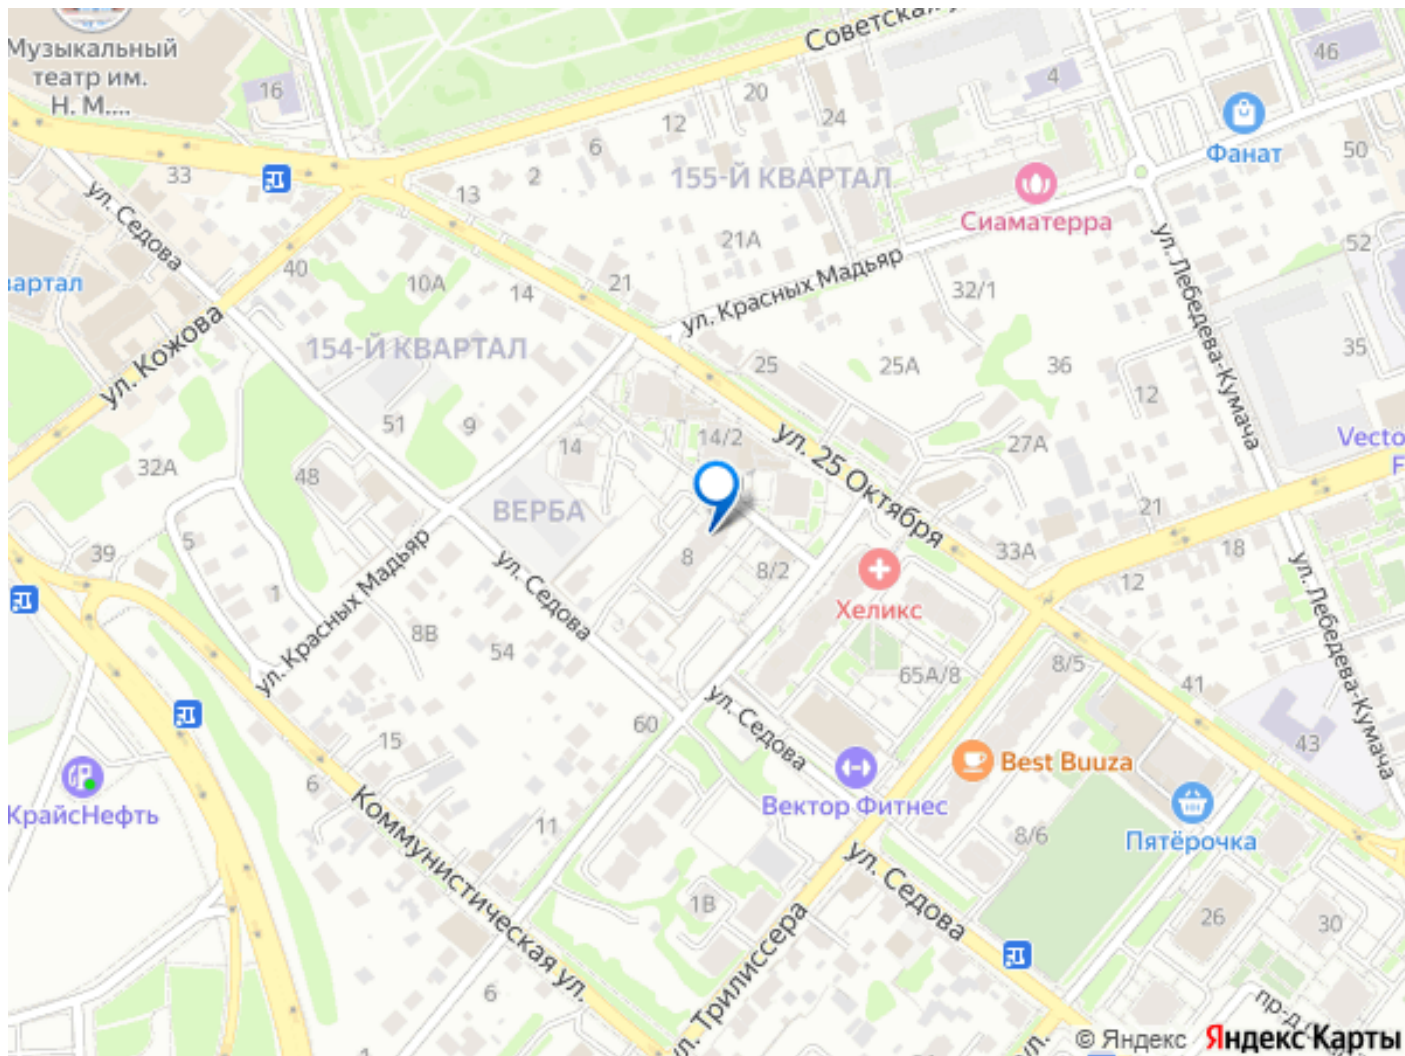 Музыкальный
театр им.
Н. М....
16
Советская
46
4
20
24
12
6
2
Фанат
50
33
13
155-Й КВАРТАЛ
Сиаматерра
ул. Седова
21А
52
40
10А
21
14
ул. Красных Мадьяр
32/1
ул. Лебедева-Кумача
вартал
ул. Кожова
154-Й КВАРТАЛ
25
25А
36
35
12
51
9
14
14/2
ул. 25 Октября
27А
Vecto
F
32А
48
ВЕРБА
21
5
39
8
8/2
33А
18
12
Хеликс
1
ул. Красных Мадьяр
ул. Седова
ул. Лебедева-Кумача
8В
54
65А/8
8/5
41
60
ул. Седова
15
43
Best Buuza
6
КрайсНефть
Вектор Фитнес
Пятёрочка
11
8/6
Коммунистическая ул.
ул. Седова
1В
26
30
6
ул. Трилиссера
пр-д
ул.
1
© Яндекс Яндекс Карты